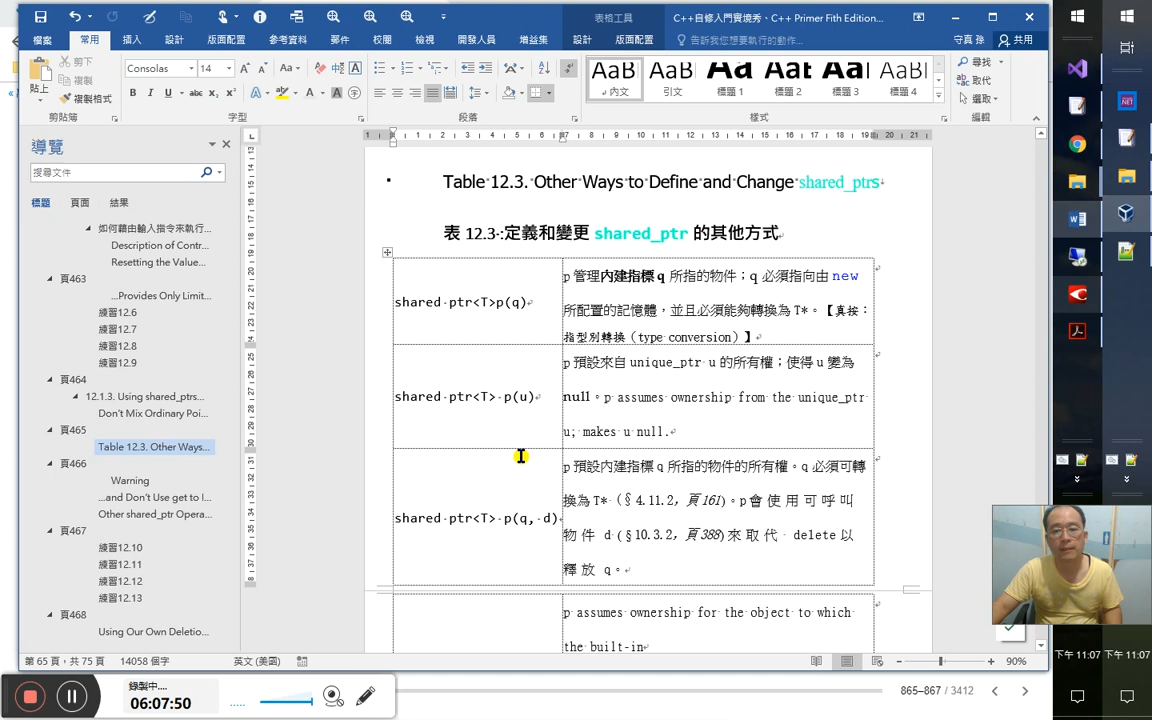 C++自修入門實境秀、C++ Primer Fith Edition...
表格工具
檔案
常用
插入
設計
版面配置
參考資料
郵件
校閱
檢視
開發人員
增益集
設計
版面配置
告訴我您想要執行的動作...
守真 孫
共用
貼上
剪下
複製
複製格式
剪貼簿
Consolas
14
字型
段落
AaB
內文
AaB
引文
Aa
標題 1
Aat
標題 2
Aal
標題 3
AaBl
標題 4
樣式
尋找
取代
選取
編輯
導覽
搜尋文件
標題
頁面
結果
如何藉由輸入指令來執行...
Description of Contr...
Resetting the Value...
頁463
...Provides Only Limit...
練習12.6
練習12.7
練習12.8
練習12.9
頁464
12.1.3. Using shared_ptrs...
Don't Mix Ordinary Poi...
頁465
Table 12.3. Other Ways...
頁466
Warning
...and Don't Use get to I...
Other shared_ptr Opera...
頁467
練習12.10
練習12.11
練習12.12
練習12.13
頁468
Using Our Own Deletio...
Table 12.3. Other Ways to Define and Change shared_ptrs
表 12.3 :定義和變更 shared_ptr 的其他方式
shared ptr<T>p(q)
p 管理內建指標 q 所指的物件；q 必須指向由 new
所配置的記憶體，並且必須能夠轉換為 T*。【真按：
指型別轉換（type conversion）】
shared ptr<T> p(u)
p 預設來自 unique_ptr u 的所有權；使得 u 變為
null。p assumes ownership from the unique_ptr
u; makes u null.
shared ptr<T> p(q, d)
p 預設內建指標 q 所指的物件的所有權。q 必須可轉
換為 T*（§ 4.11.2，頁161）。p 會使用可呼叫
物件 d（§10.3.2，頁388）來取代 delete 以
釋放 q。
p assumes ownership for the object to which
the built-in
第 65 頁，共 75 頁
14058 個字
英文 (美國)
90%
錄製中....
06:07:50
865–867 / 3412
下午 11:07
下午 11:07